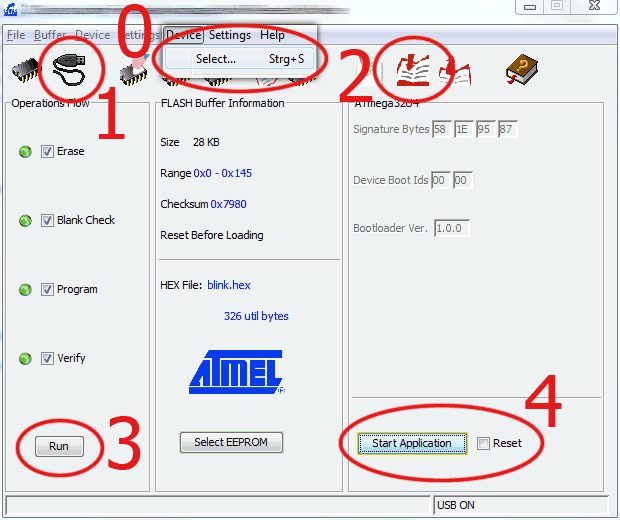 File Buffer Device Settings Device Settings Help
Select... Strg+S
0
1
2
Operations Flow
Erase
Blank Check
Program
Verify
Run
3
FLASH Buffer Information
Size 28 KB
Range 0x0 - 0x145
Checksum 0x7980
Reset Before Loading
HEX File: blink.hex
326 util bytes
ATMEL
Select EEPROM
ATmega32U4
Signature Bytes 58 1E 95 87
Device Boot Ids 00 00
Bootloader Ver. 1.0.0
4
Start Application Reset
USB ON